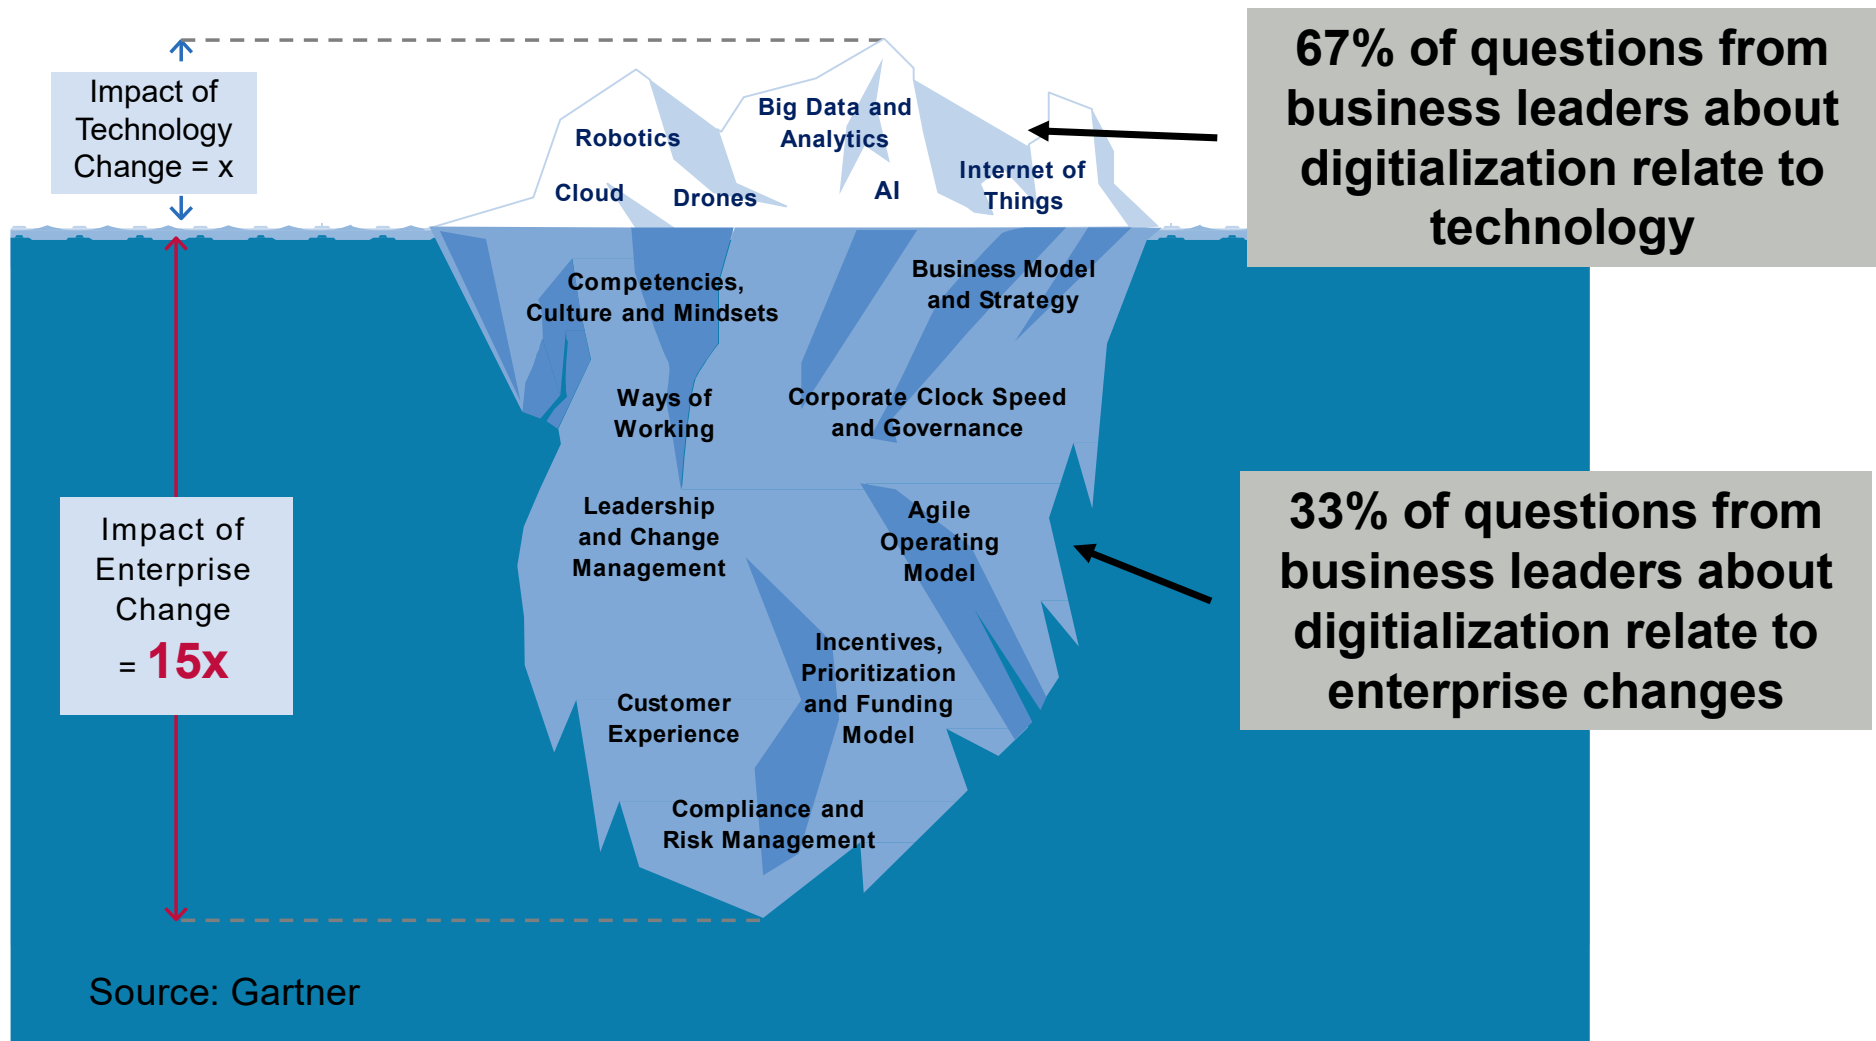 Impact of
Technology
Change = x
67% of questions from
business leaders about
digitialization relate to
technology
Big Data and
Analytics
Robotics
Internet of
Things
Cloud
Drones
AI
Competencies,
Culture and Mindsets
Business Model
and Strategy
Ways of
Working
Corporate Clock Speed
and Governance
Leadership
and Change
Management
Agile
Operating
Model
33% of questions from
business leaders about
digitialization relate to
enterprise changes
Impact of
Enterprise
Change
= 15x
Incentives,
Prioritization
and Funding
Model
Customer
Experience
Compliance and
Risk Management
Source: Gartner